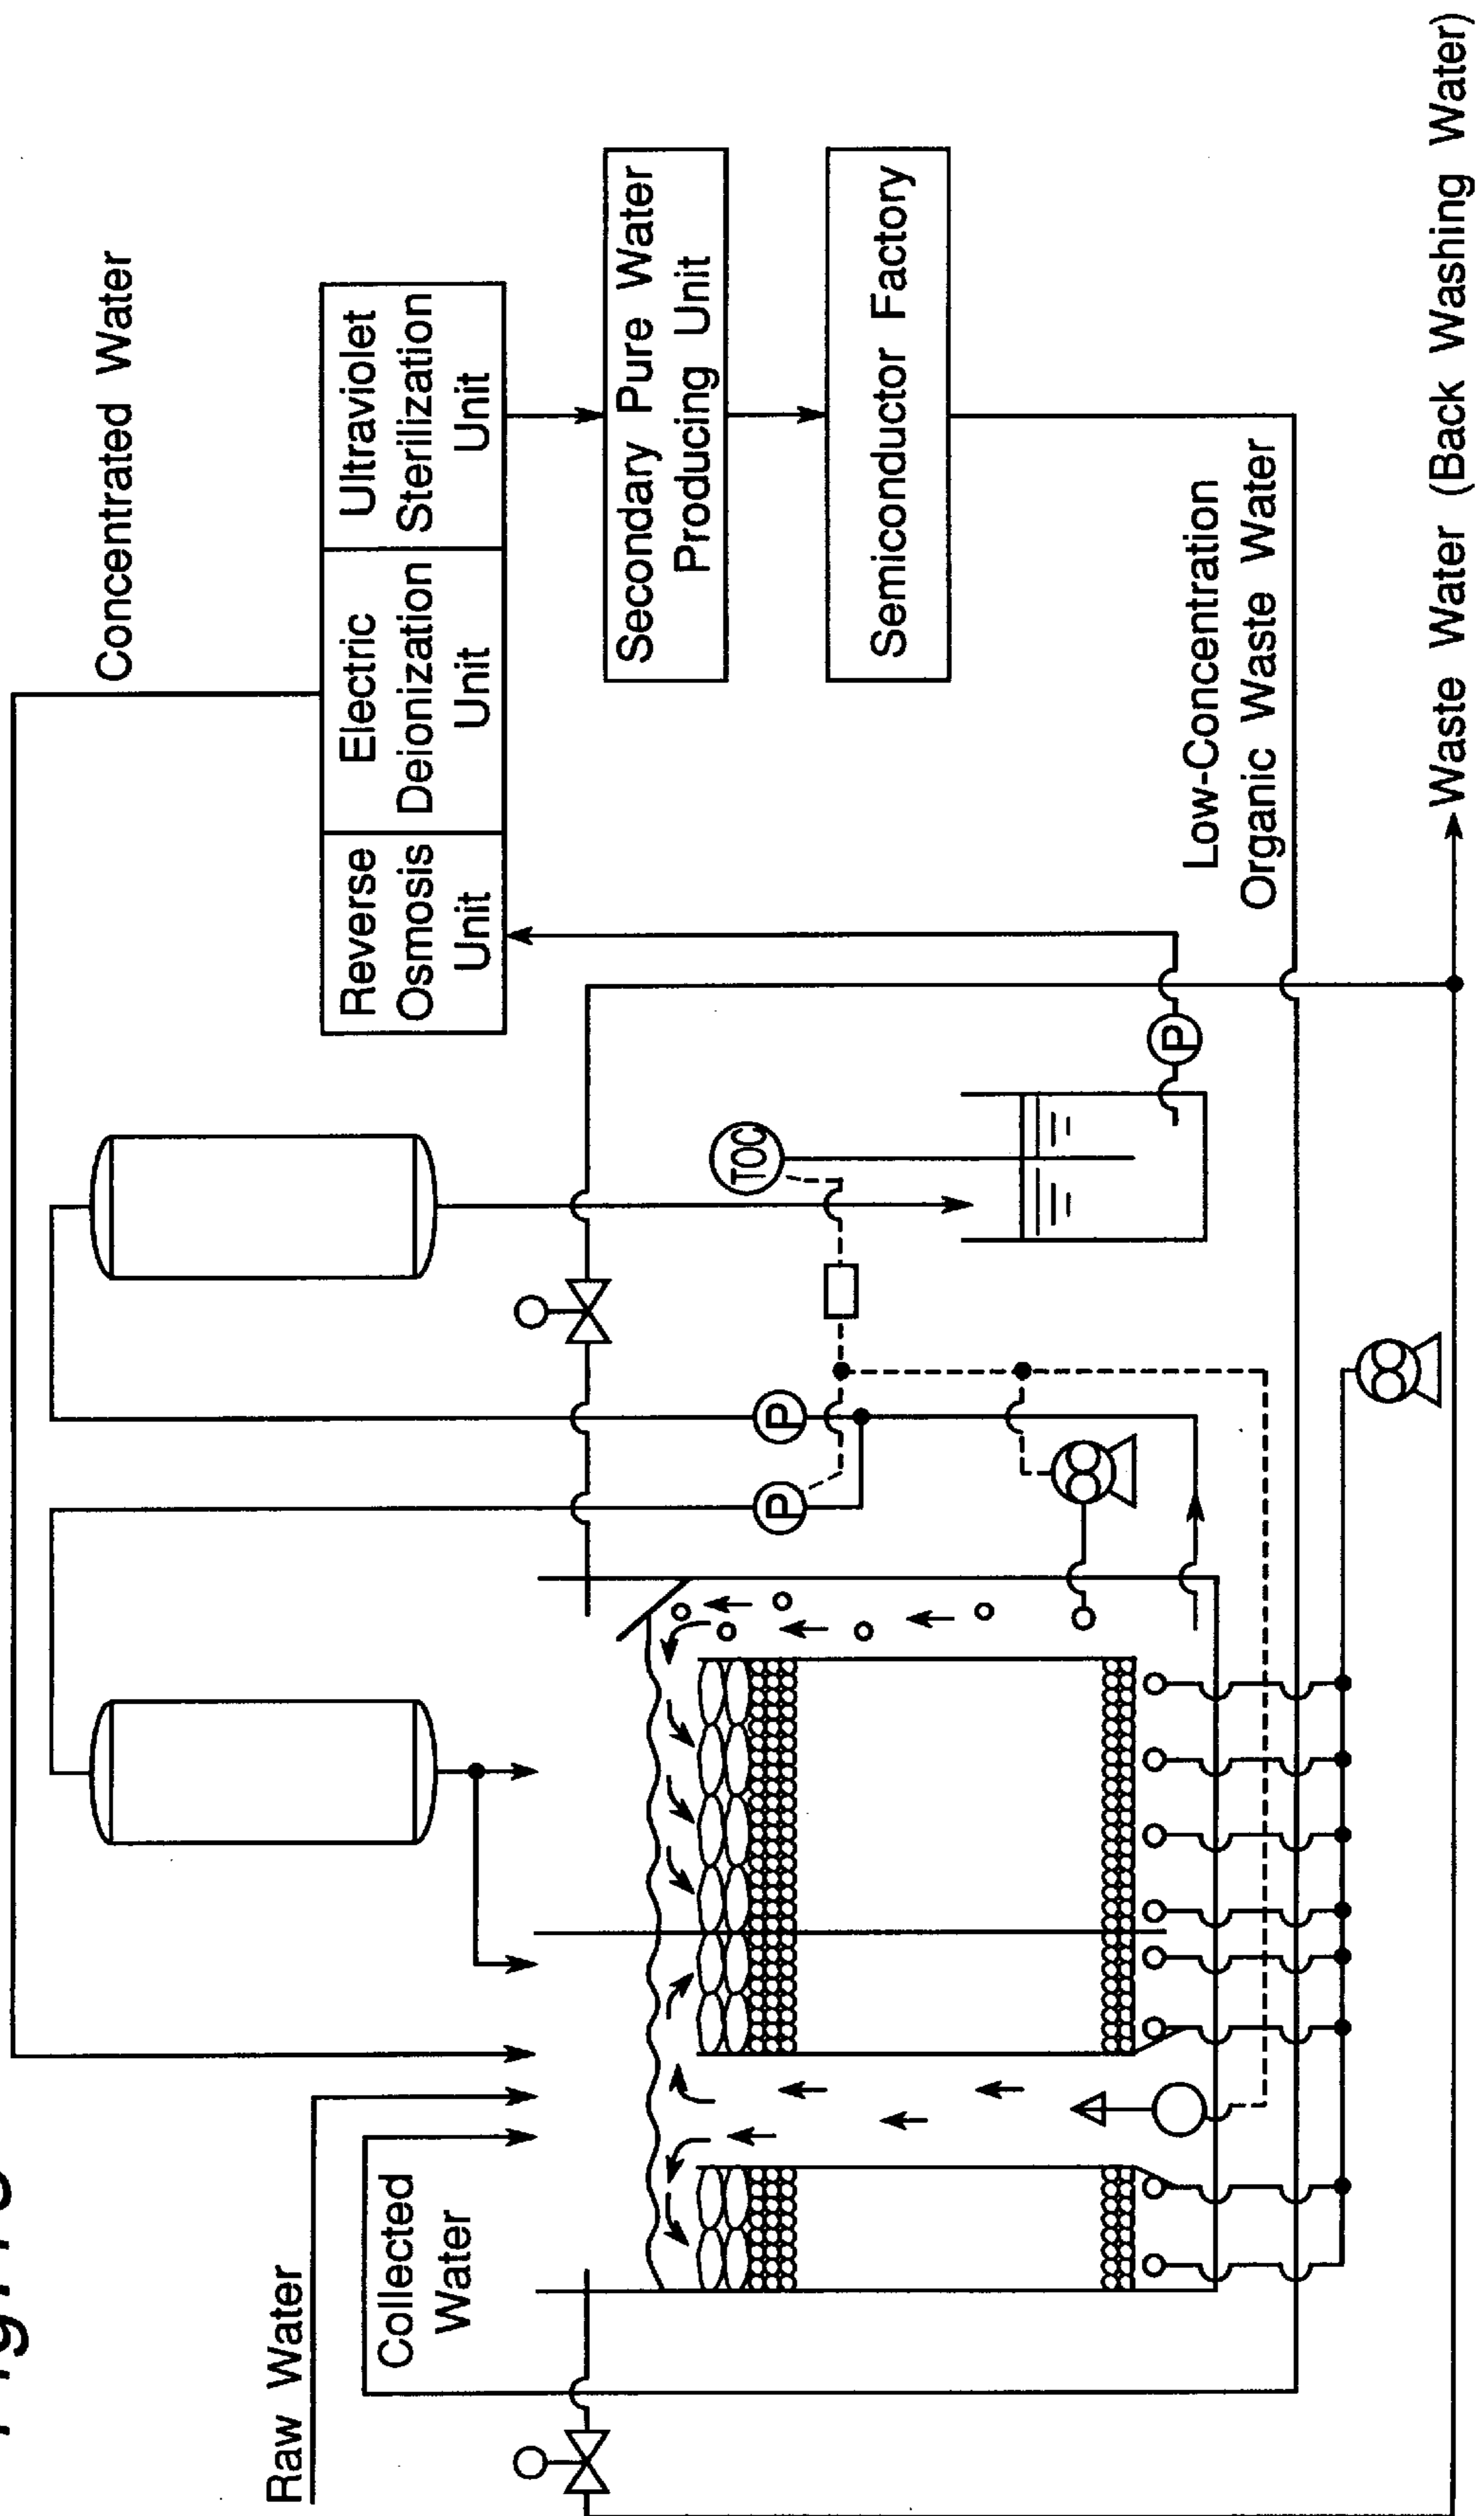 Concentrated Water
Raw Water
Collected
Water
Reverse
Osmosis
Unit
Electric
Deionization
Unit
Ultraviolet
Sterilization
Unit
Secondary Pure Water
Producing Unit
TOC
P
P
Semiconductor Factory
P
Low-Concentration
Organic Waste Water
Waste Water (Back Washing Water)